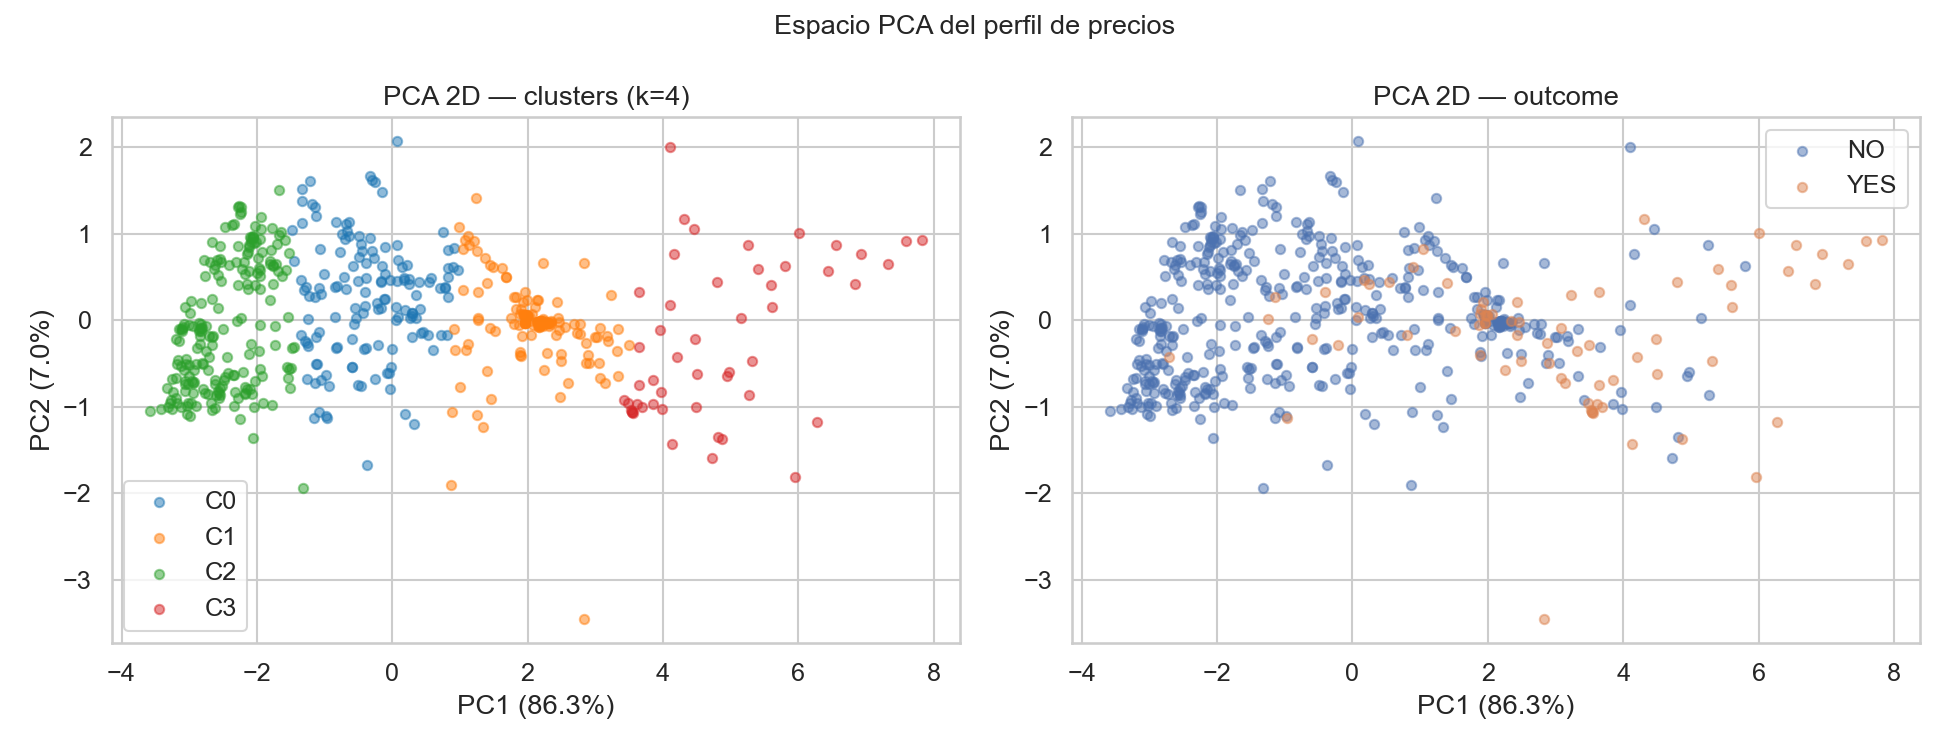 Espacio PCA del perfil de precios
PCA 2D — clusters (k=4)
2
1
0
−1
−2
−3
PC2 (7.0%)
C0
C1
C2
C3
−4
−2
0
2
4
6
8
PC1 (86.3%)
PCA 2D — outcome
2
1
0
−1
−2
−3
PC2 (7.0%)
NO
YES
−4
−2
0
2
4
6
8
PC1 (86.3%)